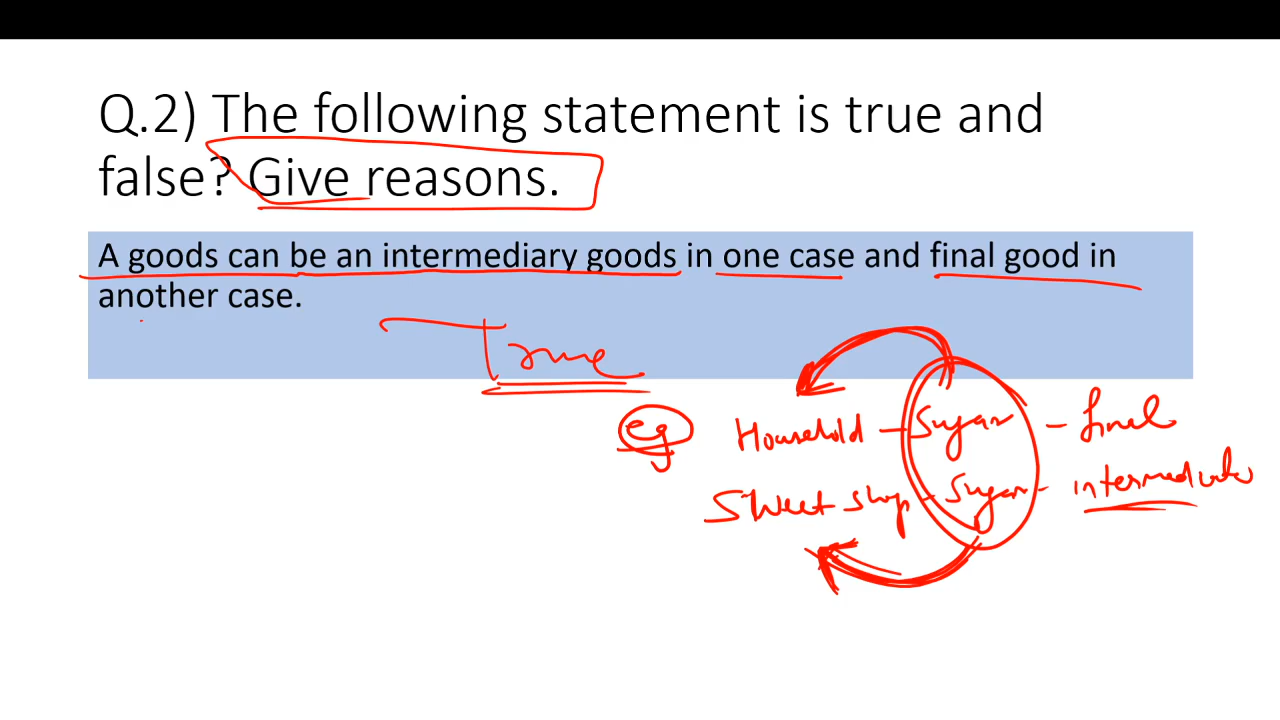 Q.2) The following statement is true and
false? Give reasons.
A goods can be an intermediary goods in one case and final good in
another case.
True
eg Household - Sugar - final
Sweet shop - Sugar - intermediate